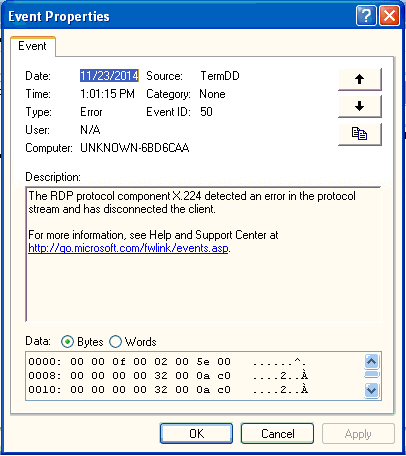 Event Properties
Event
Date: 11/23/2014 Source: TermDD
Time: 1:01:15 PM Category: None
Type: Error Event ID: 50
User: N/A
Computer: UNKNOWN-6BD6CAA
Description:
The RDP protocol component X.224 detected an error in the protocol
stream and has disconnected the client.
For more information, see Help and Support Center at
http://go.microsoft.com/fwlink/events.asp.
Data: Bytes Words
0000: 00 00 0f 00 02 00 5e 00 ......^.
0008: 00 00 00 00 32 00 0a c0 ....2..À
0010: 00 00 00 00 32 00 0a c0 ....2..À
OK Cancel Apply